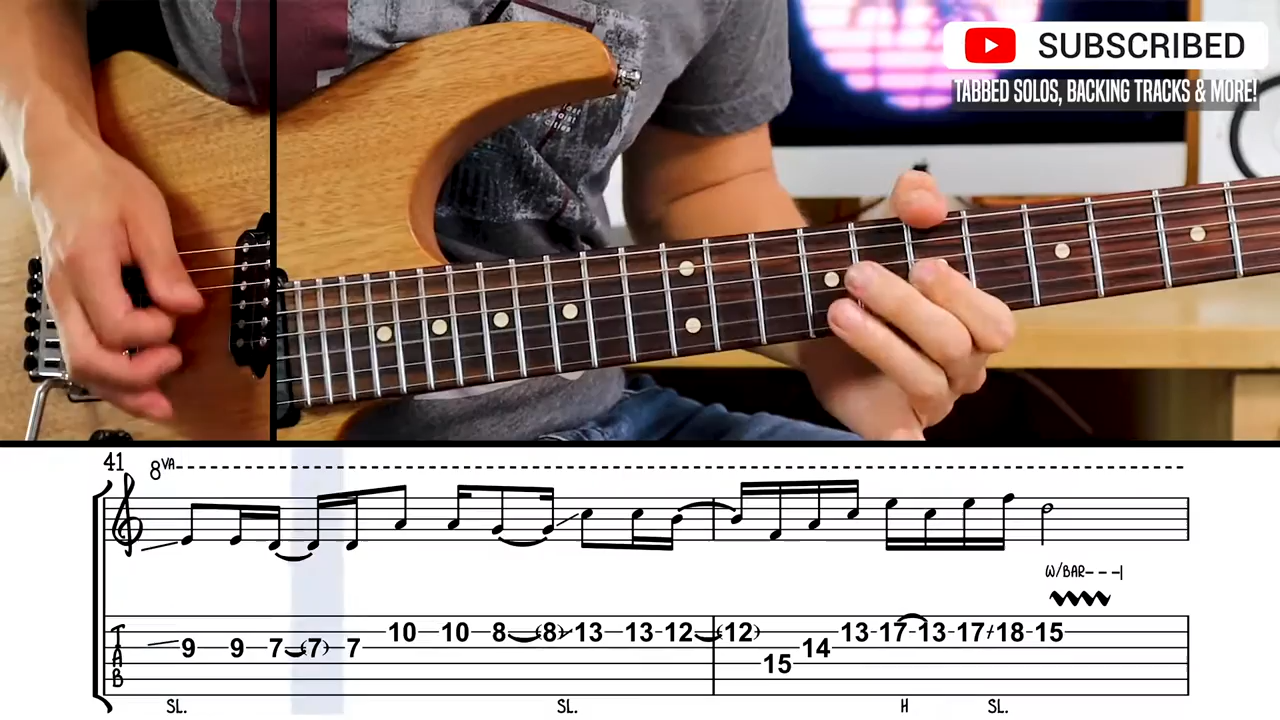 SUBSCRIBED
TABBED SOLOS, BACKING TRACKS & MORE!
41
8VA
W/BAR
T 9 9 7 (7) 7 10 10 8 (8) 13 13 12 (12) 15 14 13 17 13 17 18 15
A
B
SL. SL. H SL.